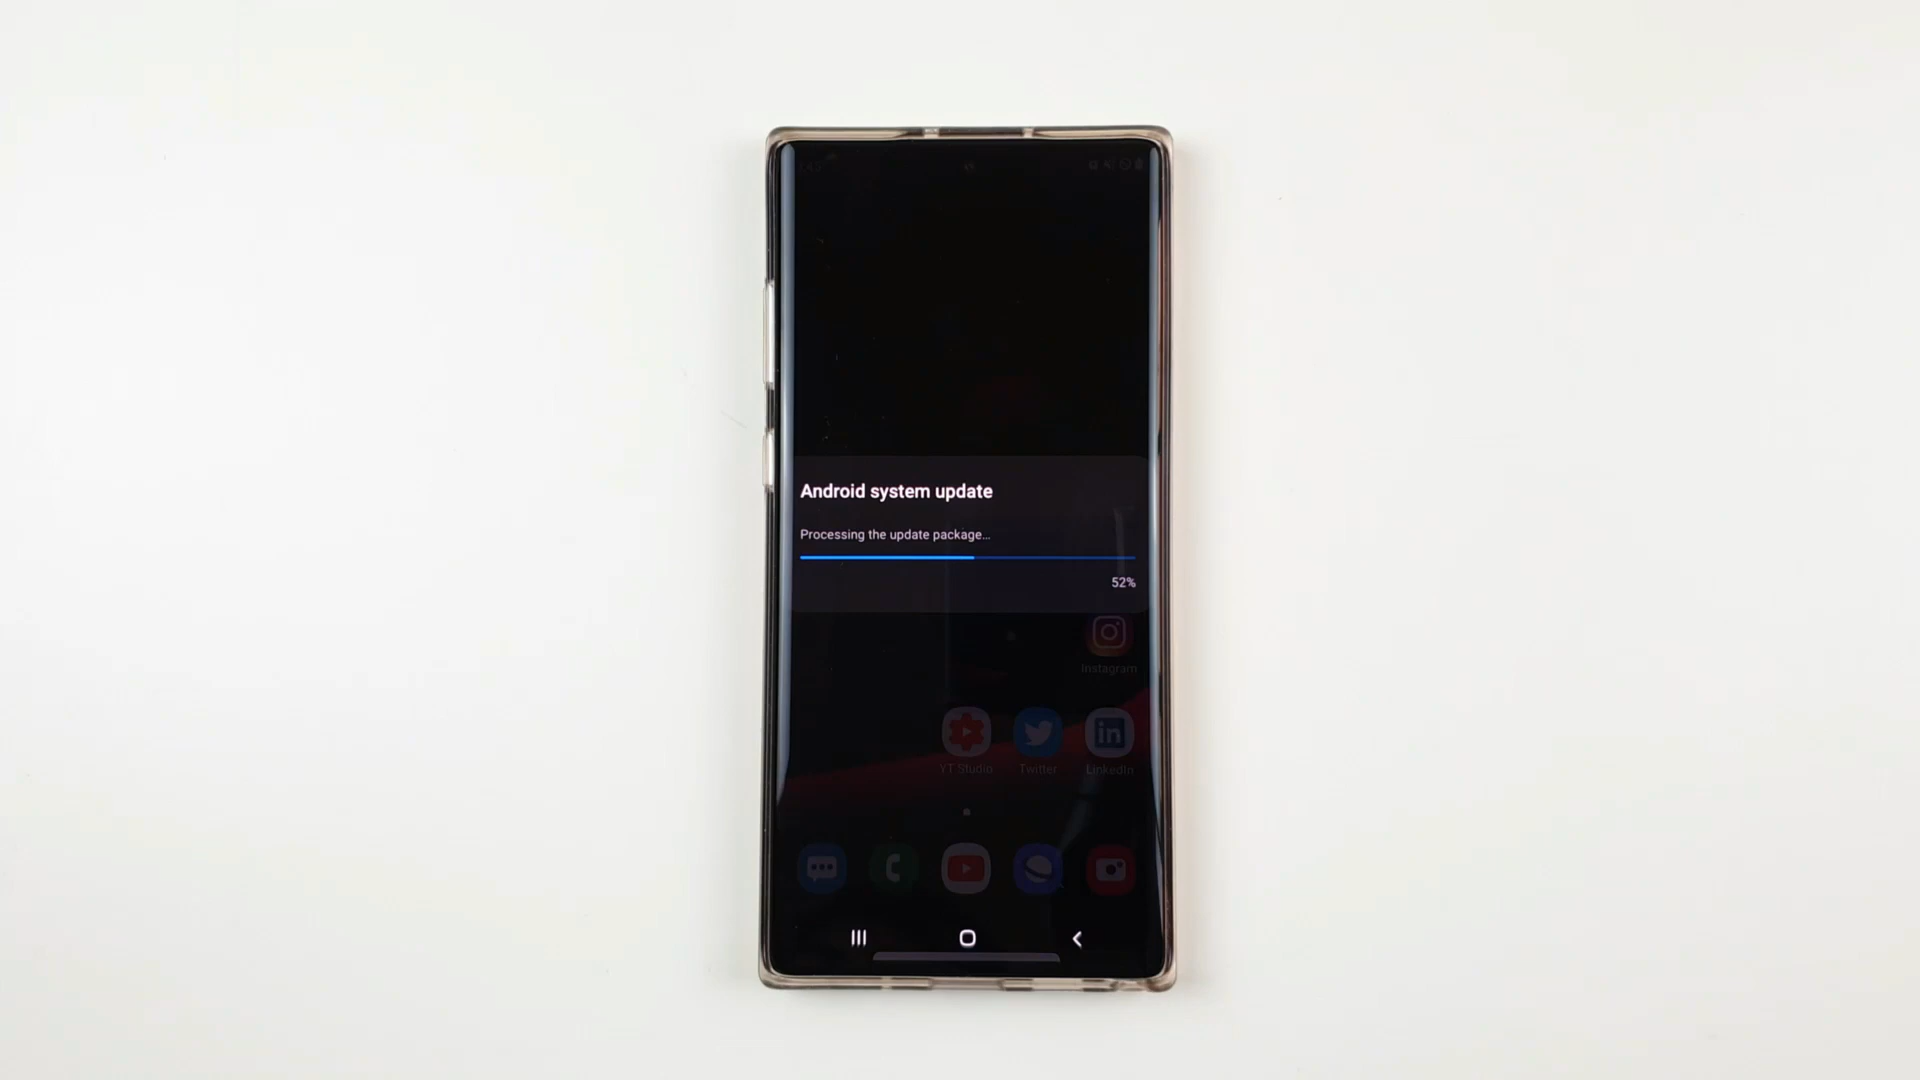 Android system update
Processing the update package...
52%
Instagram
YT Studio
Twitter
LinkedIn